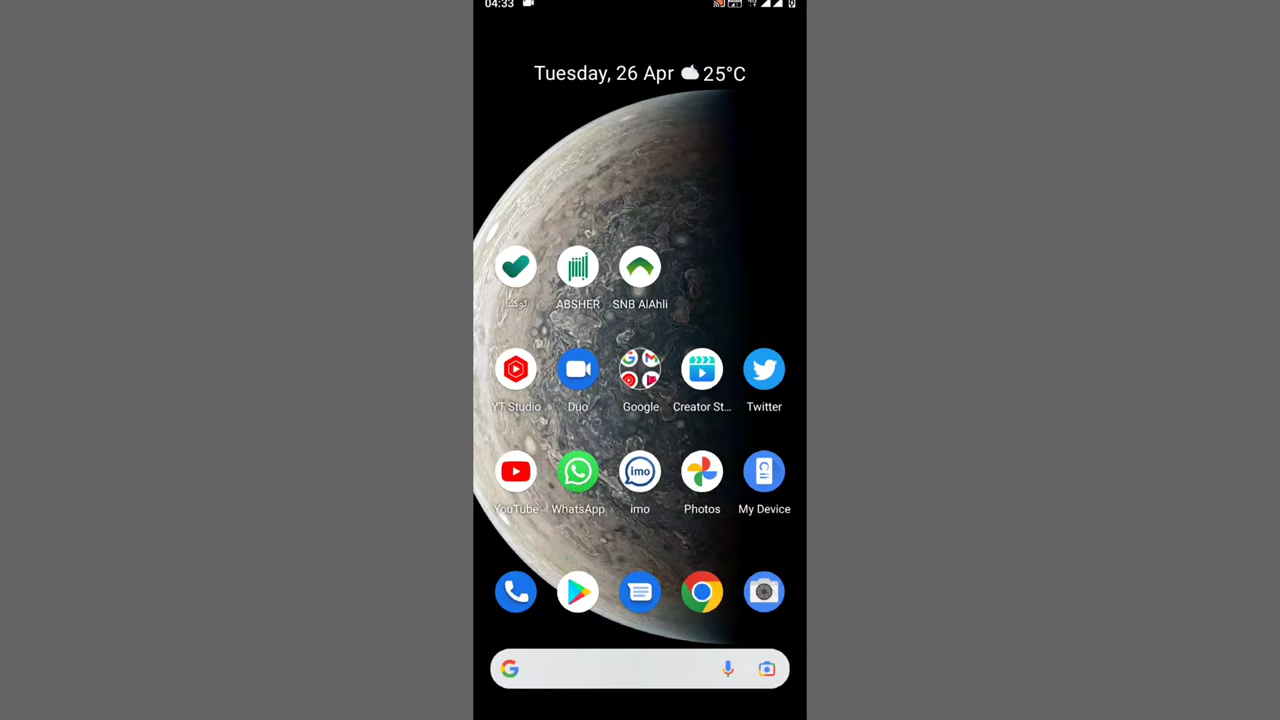 04:33
Tuesday, 26 Apr 25°C
توكلنا ABSHER SNB AlAhli
YT Studio Duo Google Creator St... Twitter
imo
YouTube WhatsApp imo Photos My Device